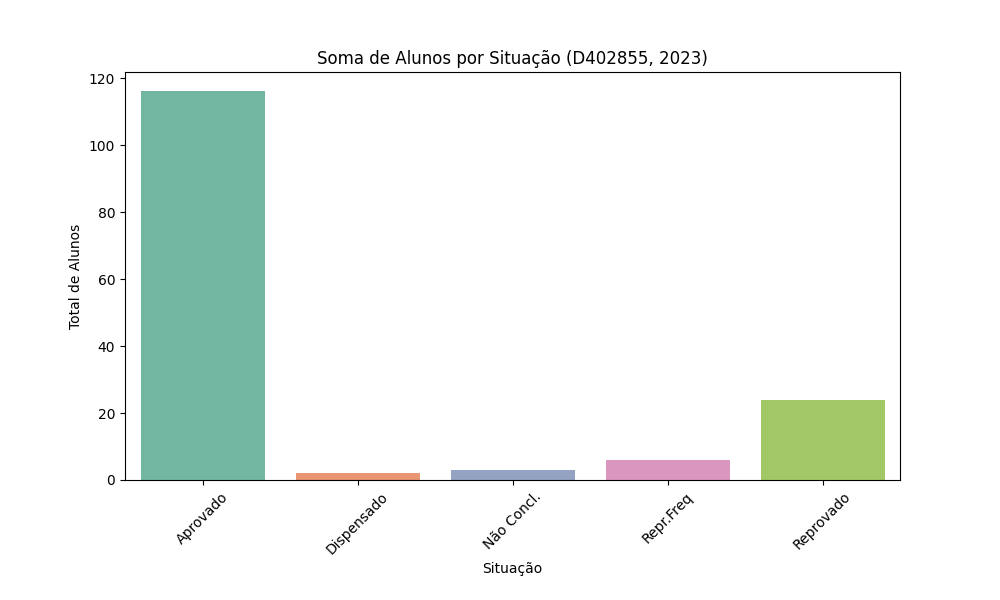 Soma de Alunos por Situação (D402855, 2023)
Total de Alunos
120
100
80
60
40
20
0
Aprovado
Dispensado
Não Concl.
Repr.Freq
Reprovado
Situação